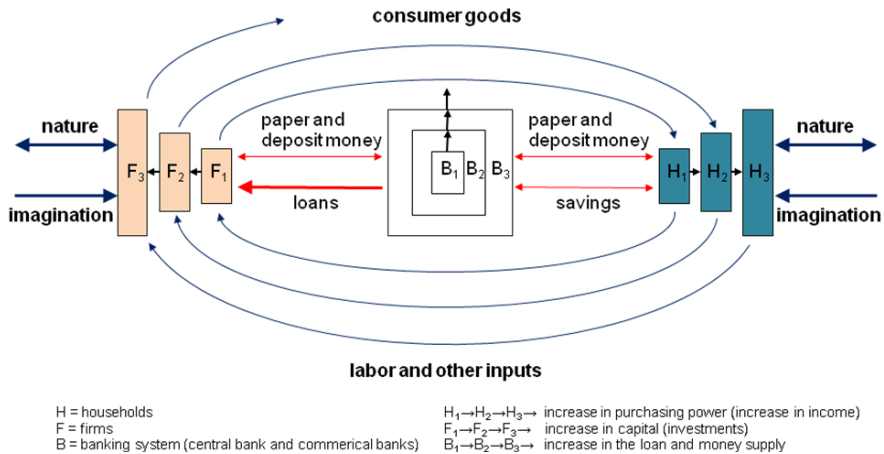 consumer goods
paper and
deposit money
paper and
deposit money
nature
nature
F₃
F₂
F₁
B₁
B₂
B₃
H₁
H₂
H₃
imagination
loans
savings
imagination
labor and other inputs
H = households
F = firms
B = banking system (central bank and commerical banks)
H₁→H₂→H₃→ increase in purchasing power (increase in income)
F₁→F₂→F₃→ increase in capital (investments)
B₁→B₂→B₃→ increase in the loan and money supply